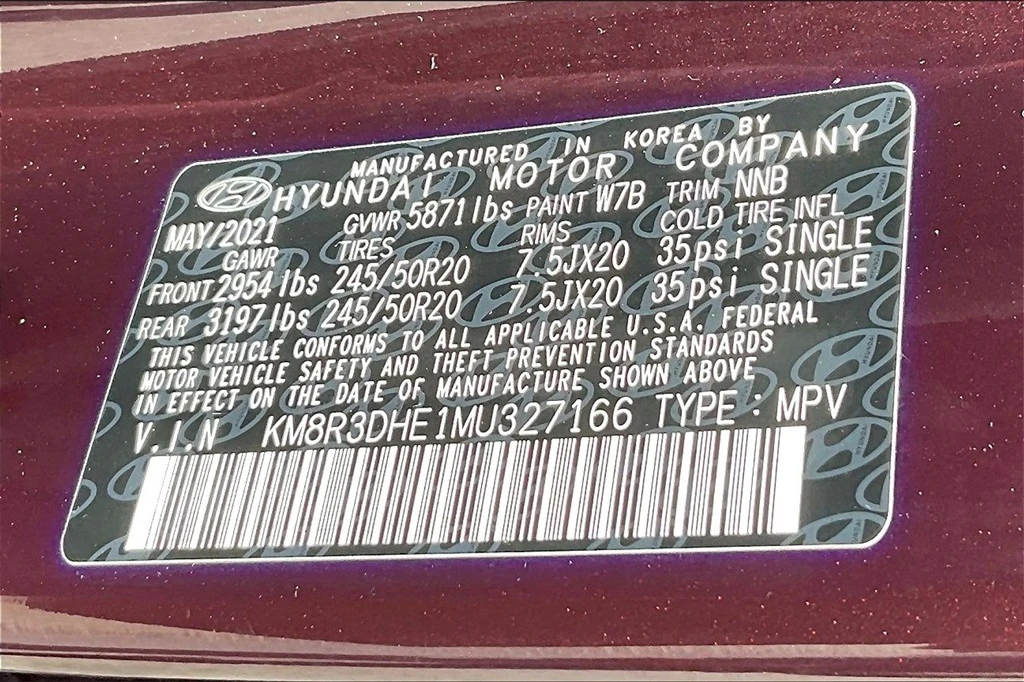 MANUFACTURED IN KOREA BY
HYUNDAI MOTOR COMPANY
MAY/2021 GVWR 5871 lbs PAINT W7B TRIM NNB
GAWR TIRES RIMS COLD TIRE INFL
FRONT 2954 lbs 245/50R20 7.5JX20 35psi SINGLE
REAR 3197 lbs 245/50R20 7.5JX20 35psi SINGLE
THIS VEHICLE CONFORMS TO ALL APPLICABLE U.S.A. FEDERAL
MOTOR VEHICLE SAFETY AND THEFT PREVENTION STANDARDS
IN EFFECT ON THE DATE OF MANUFACTURE SHOWN ABOVE
V.I.N KM8R3DHE1MU327166 TYPE : MPV